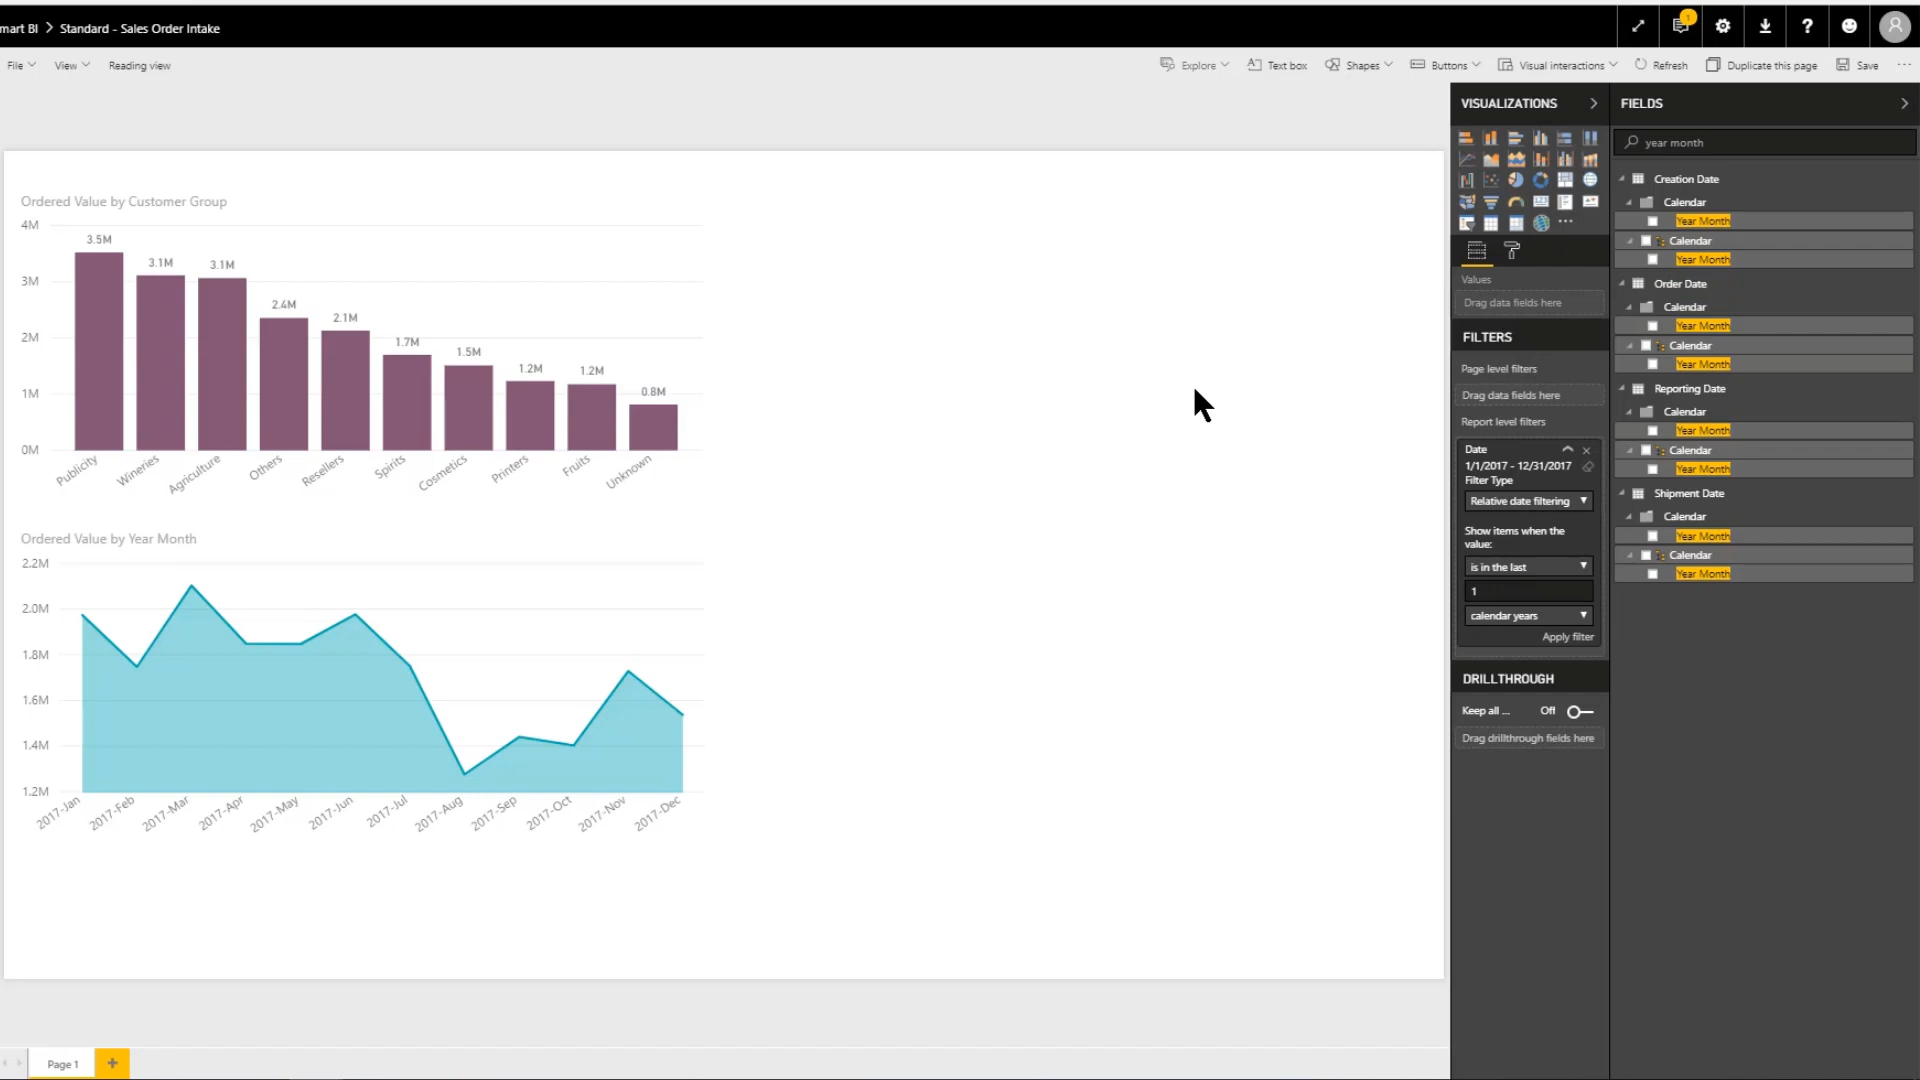 mart BI > Standard - Sales Order Intake
1
File View Reading view
Explore Text box Shapes Buttons Visual interactions Refresh Duplicate this page Save ...
Ordered Value by Customer Group
4M
3M
2M
1M
0M
3.5M 3.1M 3.1M 2.4M 2.1M 1.7M 1.5M 1.2M 1.2M 0.8M
Publicity Wineries Agriculture Others Resellers Spirits Cosmetics Printers Fruits Unknown
Ordered Value by Year Month
2.2M
2.0M
1.8M
1.6M
1.4M
1.2M
2017-Jan 2017-Feb 2017-Mar 2017-Apr 2017-May 2017-Jun 2017-Jul 2017-Aug 2017-Sep 2017-Oct 2017-Nov 2017-Dec
Page 1 +
VISUALIZATIONS
Values
Drag data fields here
FILTERS
Page level filters
Drag data fields here
Report level filters
Date
1/1/2017 - 12/31/2017
Filter Type
Relative date filtering
Show items when the
value:
is in the last
1
calendar years
Apply filter
DRILLTHROUGH
Keep all ... Off
Drag drillthrough fields here
FIELDS
year month
Creation Date
Calendar
Year Month
Calendar
Year Month
Order Date
Calendar
Year Month
Calendar
Year Month
Reporting Date
Calendar
Year Month
Calendar
Year Month
Shipment Date
Calendar
Year Month
Calendar
Year Month